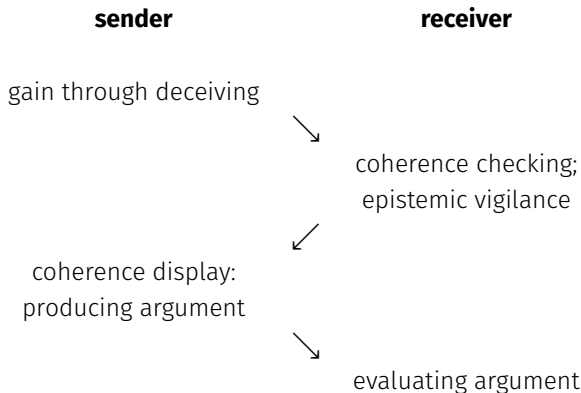 sender receiver
gain through deceiving
coherence checking;
epistemic vigilance
coherence display:
producing argument
evaluating argument